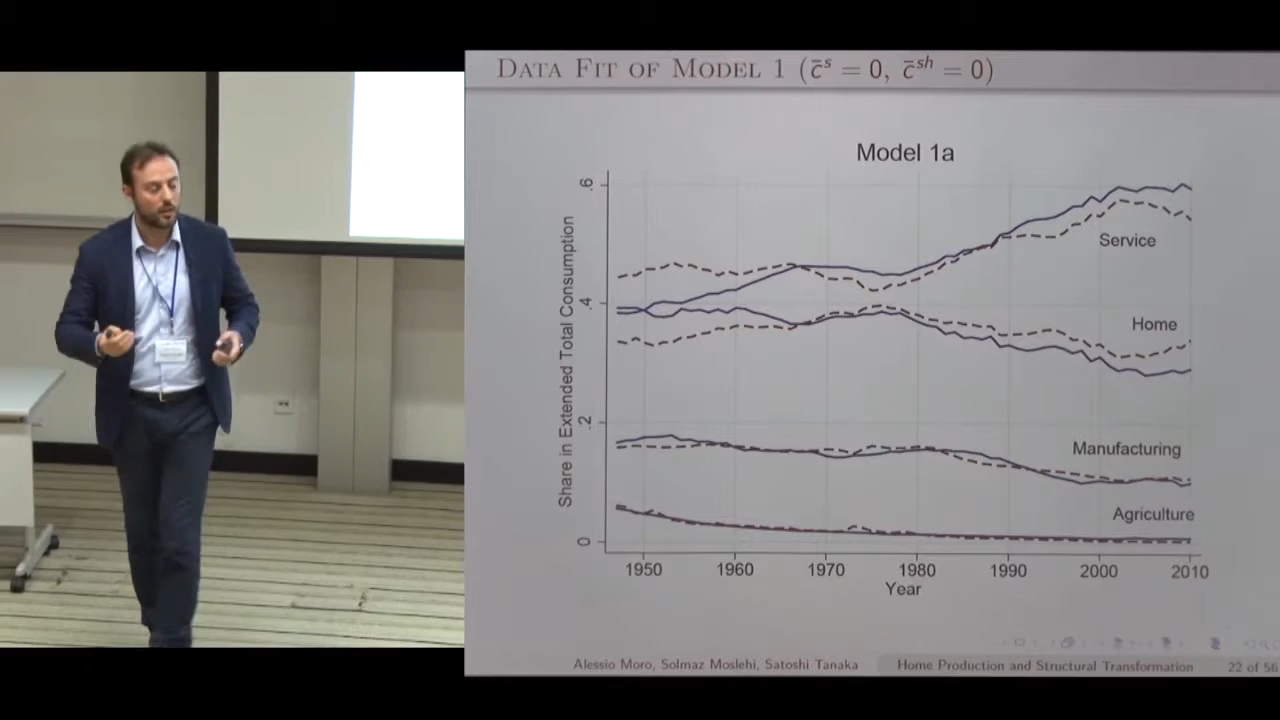 DATA FIT OF MODEL 1 (c̄ˢ = 0, c̄ˢʰ = 0)
Model 1a
Share in Extended Total Consumption
.6
.4
.2
0
Service
Home
Manufacturing
Agriculture
1950 1960 1970 1980 1990 2000 2010
Year
Alessio Moro, Solmaz Moslehi, Satoshi Tanaka Home Production and Structural Transformation 22 of 56